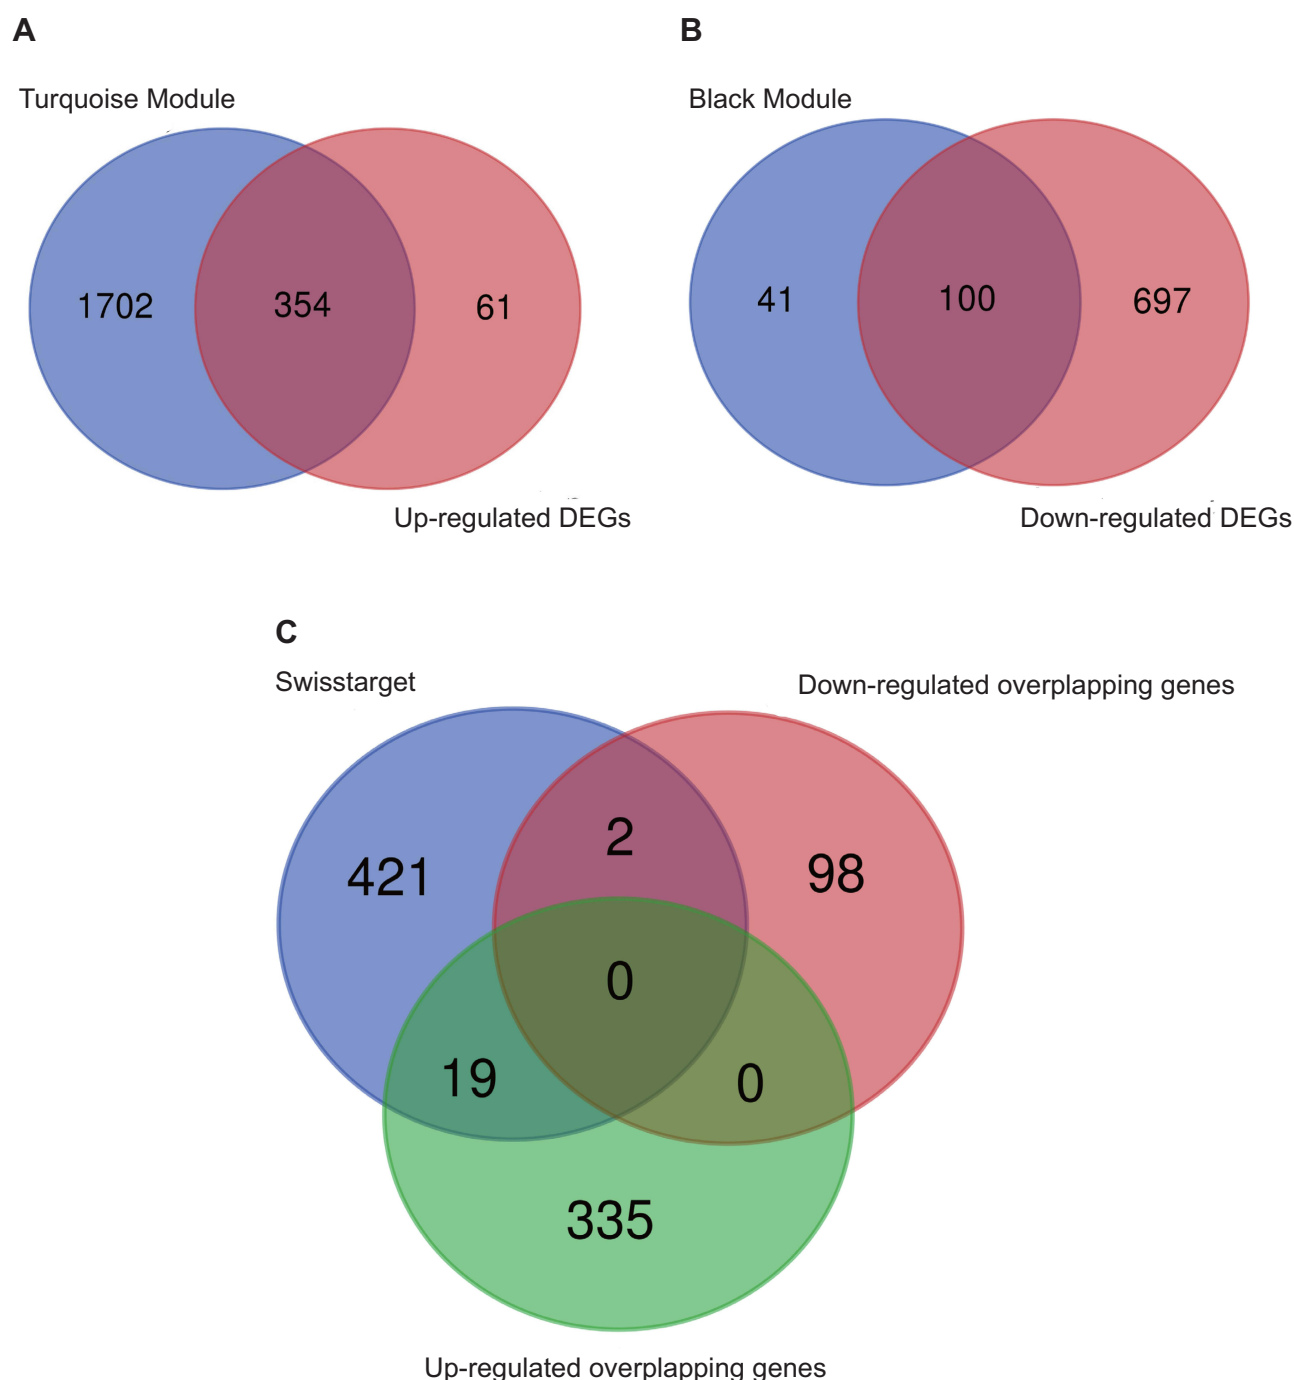 A
B
Turquoise Module
Black Module
1702
354
61
41
100
697
Up-regulated DEGs
Down-regulated DEGs
C
Swisstarget
Down-regulated overplapping genes
2
421
98
0
19
0
335
Up-regulated overplapping genes